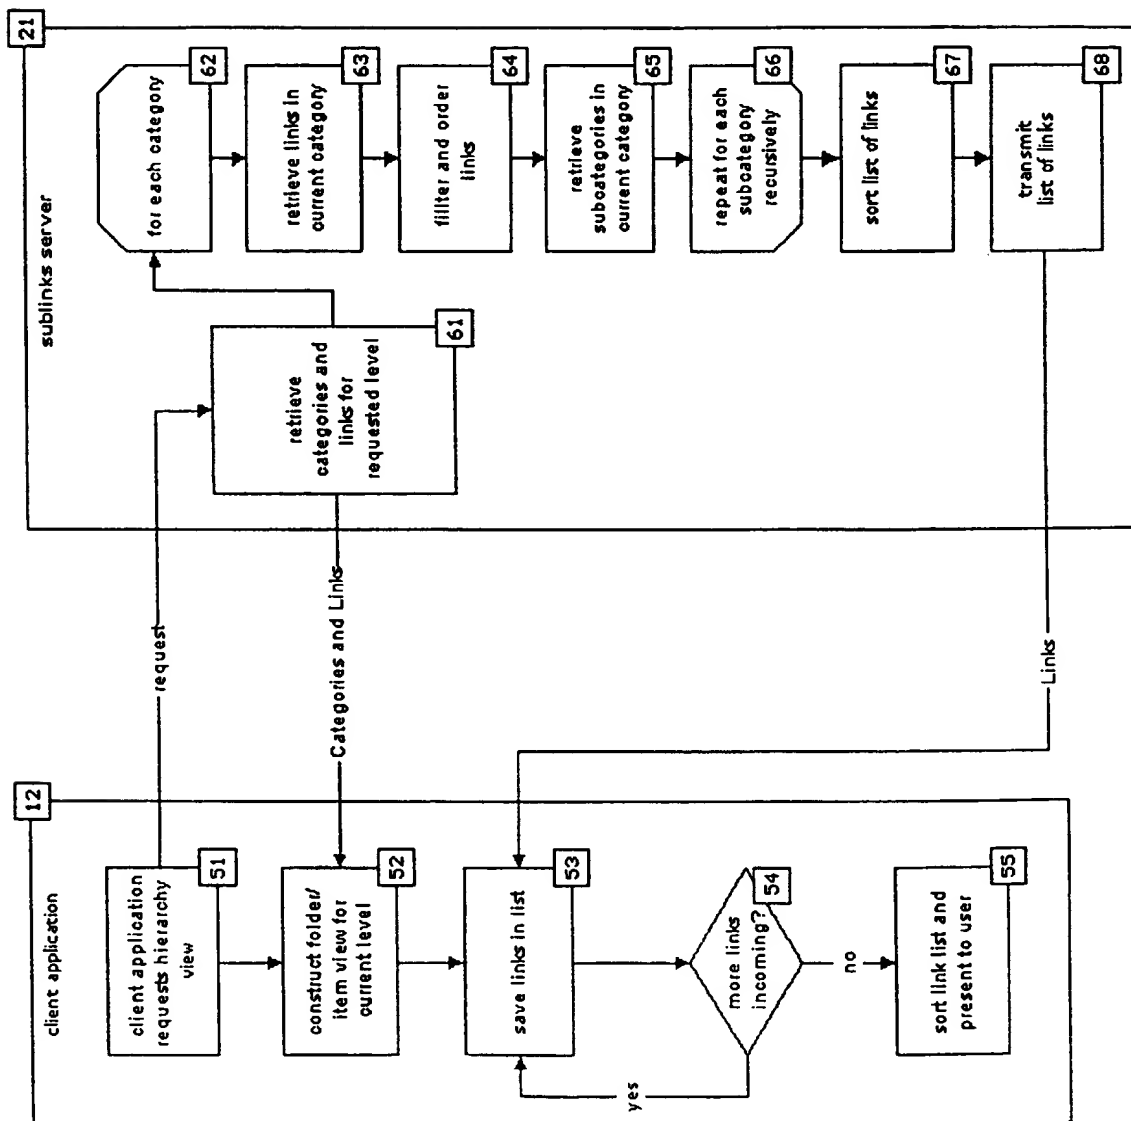 21
sublinks server
62
for each category
63
retrieve links in
current category
64
fillter and order
links
65
retrieve
subcategories in
current category
66
repeat for each
subcategory
recursively
67
sort list of links
68
transmit
list of links
61
retrieve
categories and
links for
requested level
request
Categories and Links
Links
12
client application
51
client application
requests hierarchy
view
52
construct folder/
item view for
current level
53
save links in list
54
more links
incoming?
yes
no
55
sort link list and
present to user